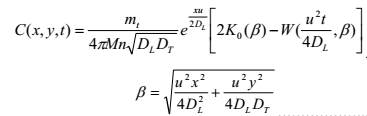 C(x,y,t) = \frac{m_t}{4\pi Mn\sqrt{D_L D_T}} e^{\frac{xu}{2D_L}} \left[ 2K_0(\beta) - W(\frac{u^2 t}{4D_L}, \beta) \right]
\beta = \sqrt{\frac{u^2 x^2}{4D_L^2} + \frac{u^2 y^2}{4D_L D_T}}